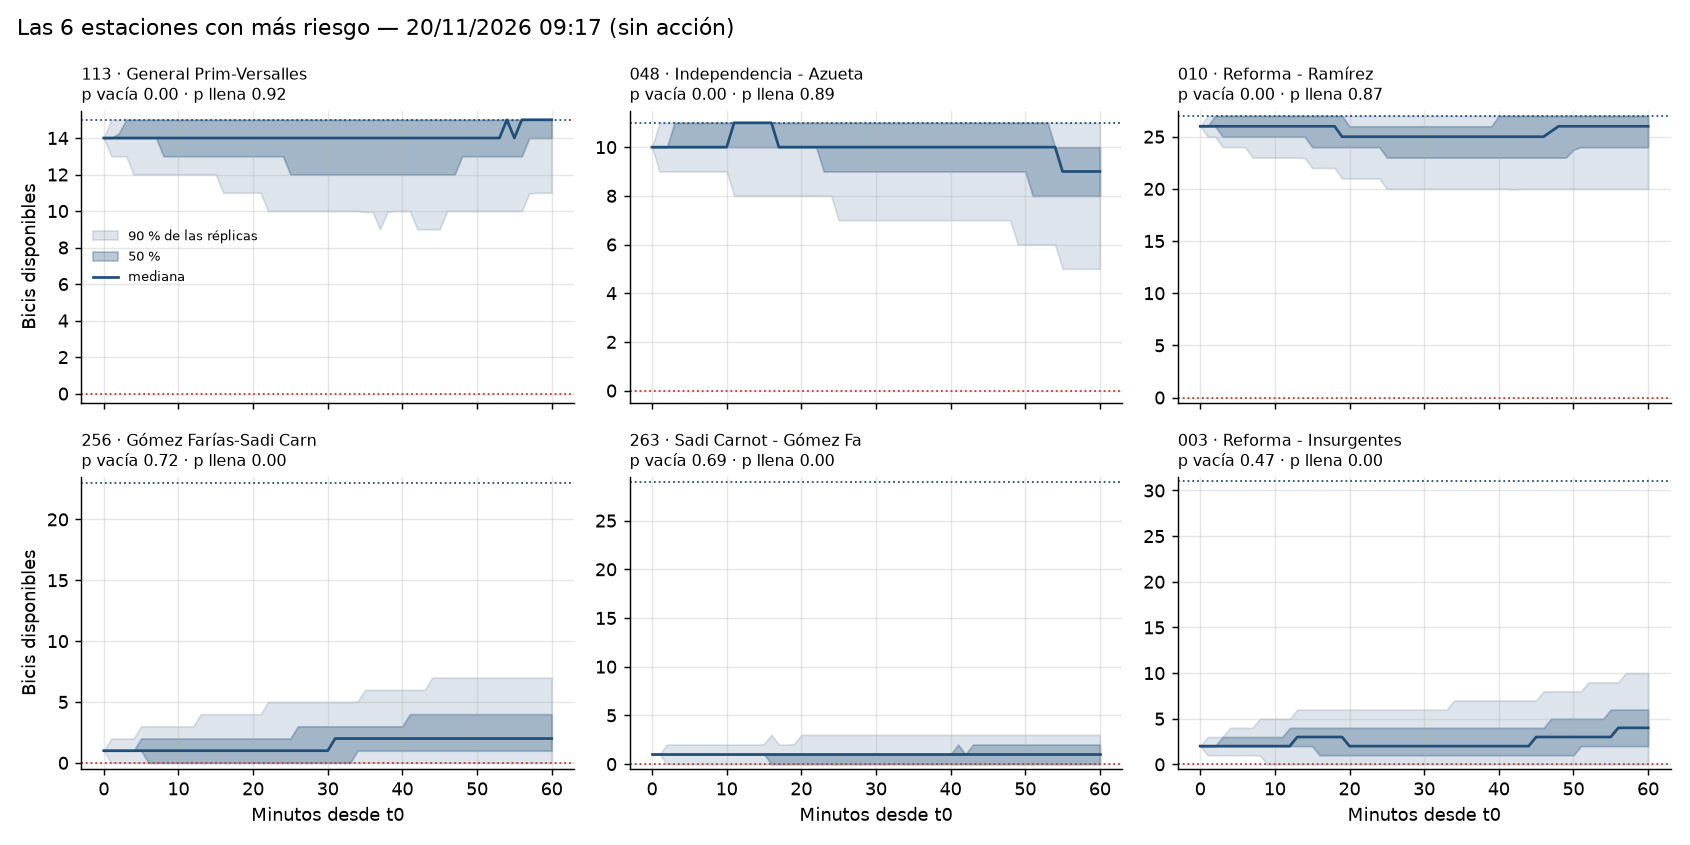 Las 6 estaciones con más riesgo — 20/11/2026 09:17 (sin acción)
113 · General Prim-Versalles
p vacía 0.00 · p llena 0.92
048 · Independencia - Azueta
p vacía 0.00 · p llena 0.89
010 · Reforma - Ramírez
p vacía 0.00 · p llena 0.87
Bicis disponibles
14
12
10
8
6
4
2
0
90 % de las réplicas
50 %
mediana
10
8
6
4
2
0
25
20
15
10
5
0
256 · Gómez Farías-Sadi Carn
p vacía 0.72 · p llena 0.00
263 · Sadi Carnot - Gómez Fa
p vacía 0.69 · p llena 0.00
003 · Reforma - Insurgentes
p vacía 0.47 · p llena 0.00
Bicis disponibles
20
15
10
5
0
25
20
15
10
5
0
30
25
20
15
10
5
0
0 10 20 30 40 50 60
0 10 20 30 40 50 60
0 10 20 30 40 50 60
Minutos desde t0
Minutos desde t0
Minutos desde t0